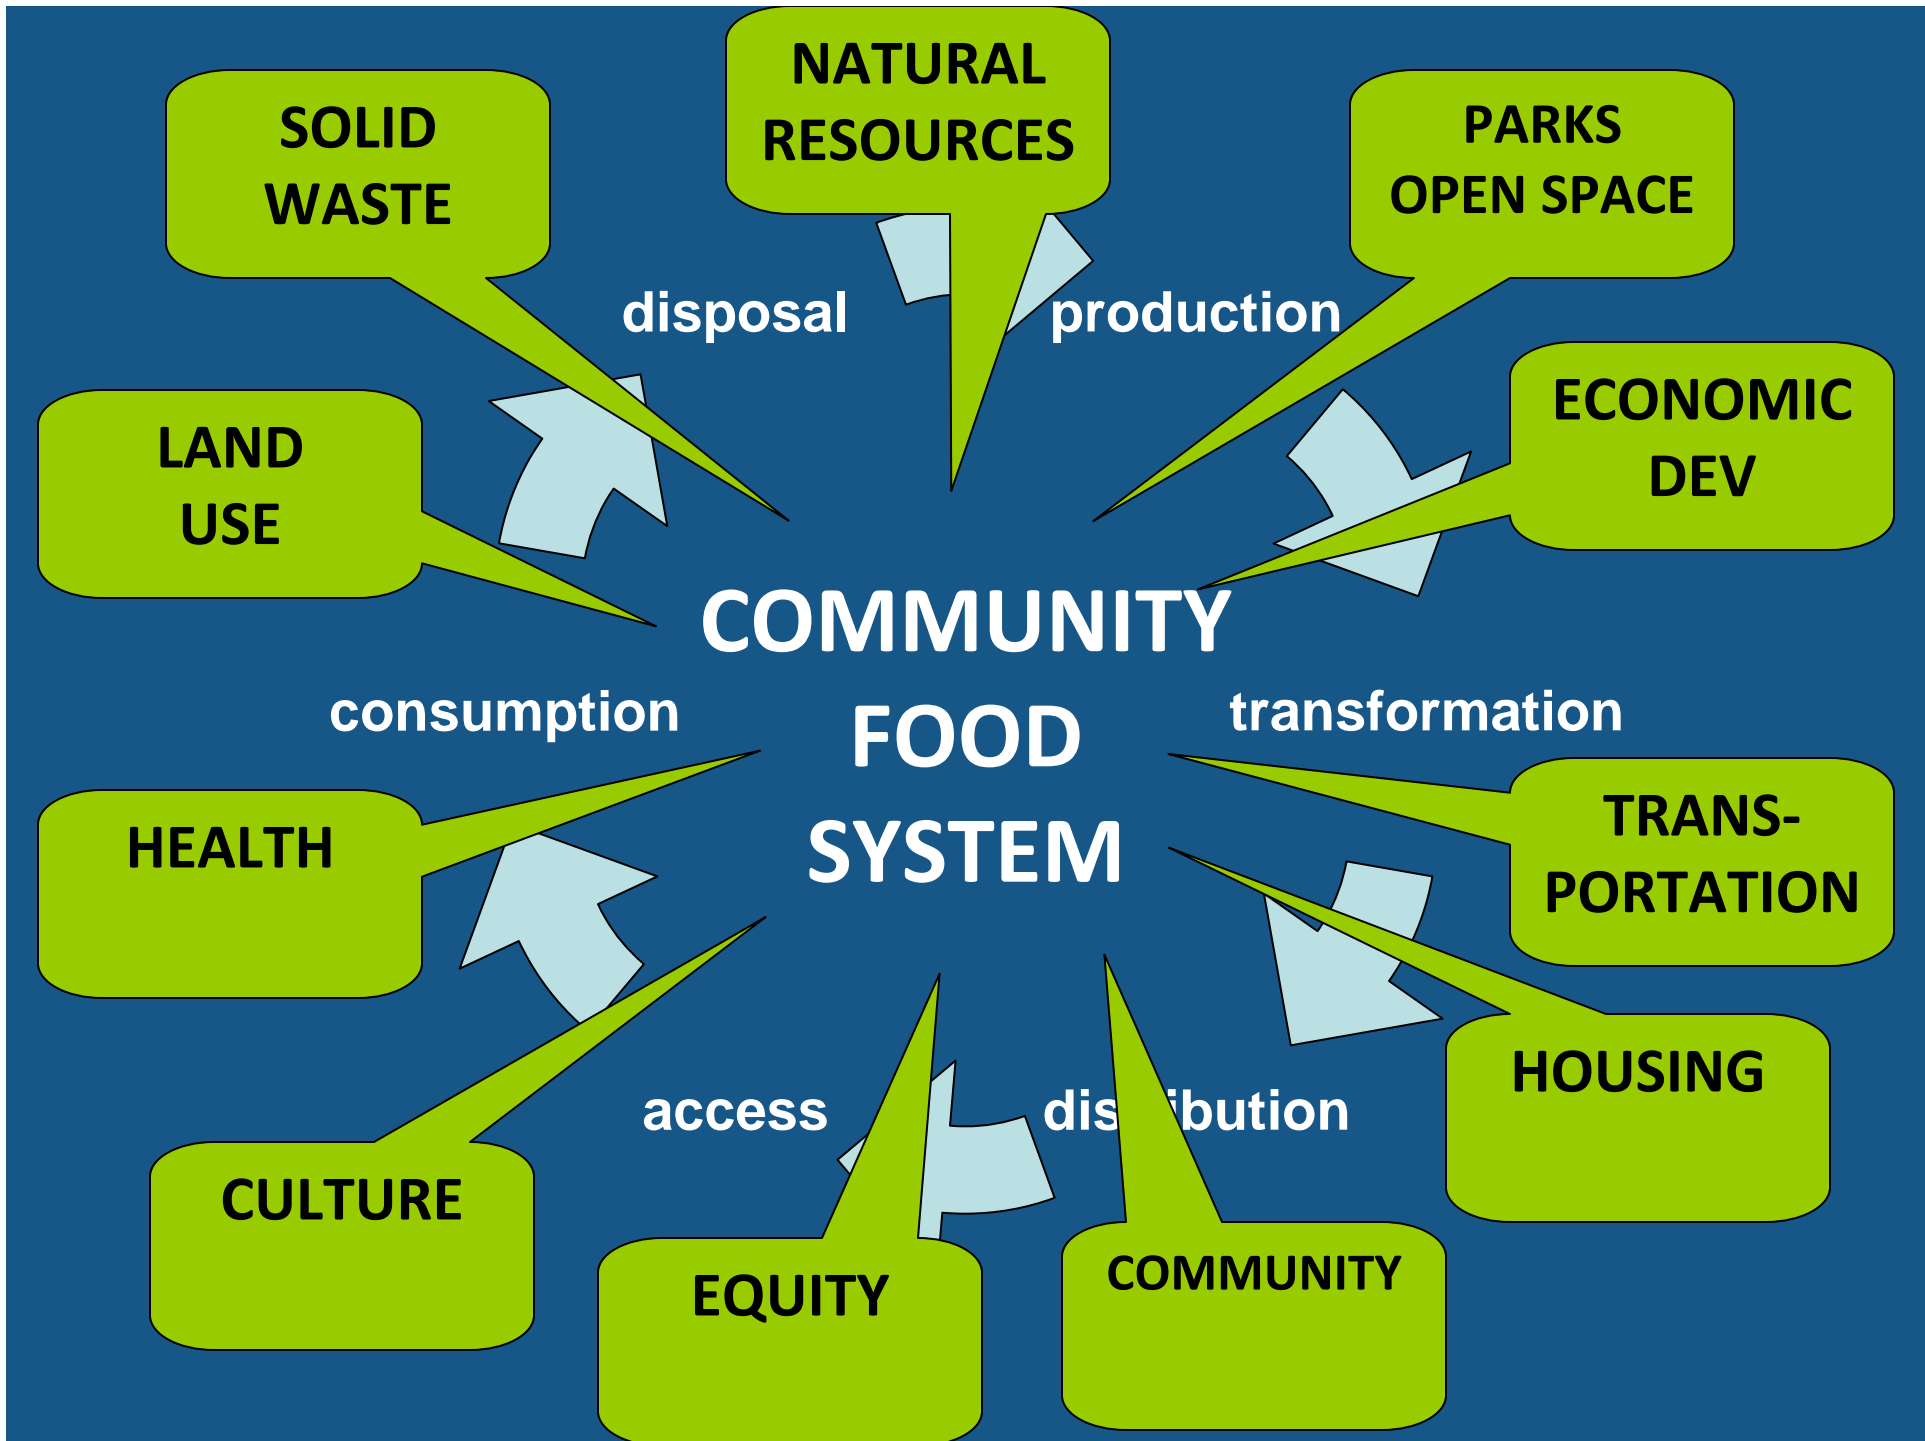 NATURAL
RESOURCES
SOLID
WASTE
PARKS
OPEN SPACE
disposal
production
ECONOMIC
DEV
LAND
USE
COMMUNITY
FOOD
SYSTEM
consumption
transformation
HEALTH
TRANS-
PORTATION
HOUSING
access
distribution
CULTURE
EQUITY
COMMUNITY